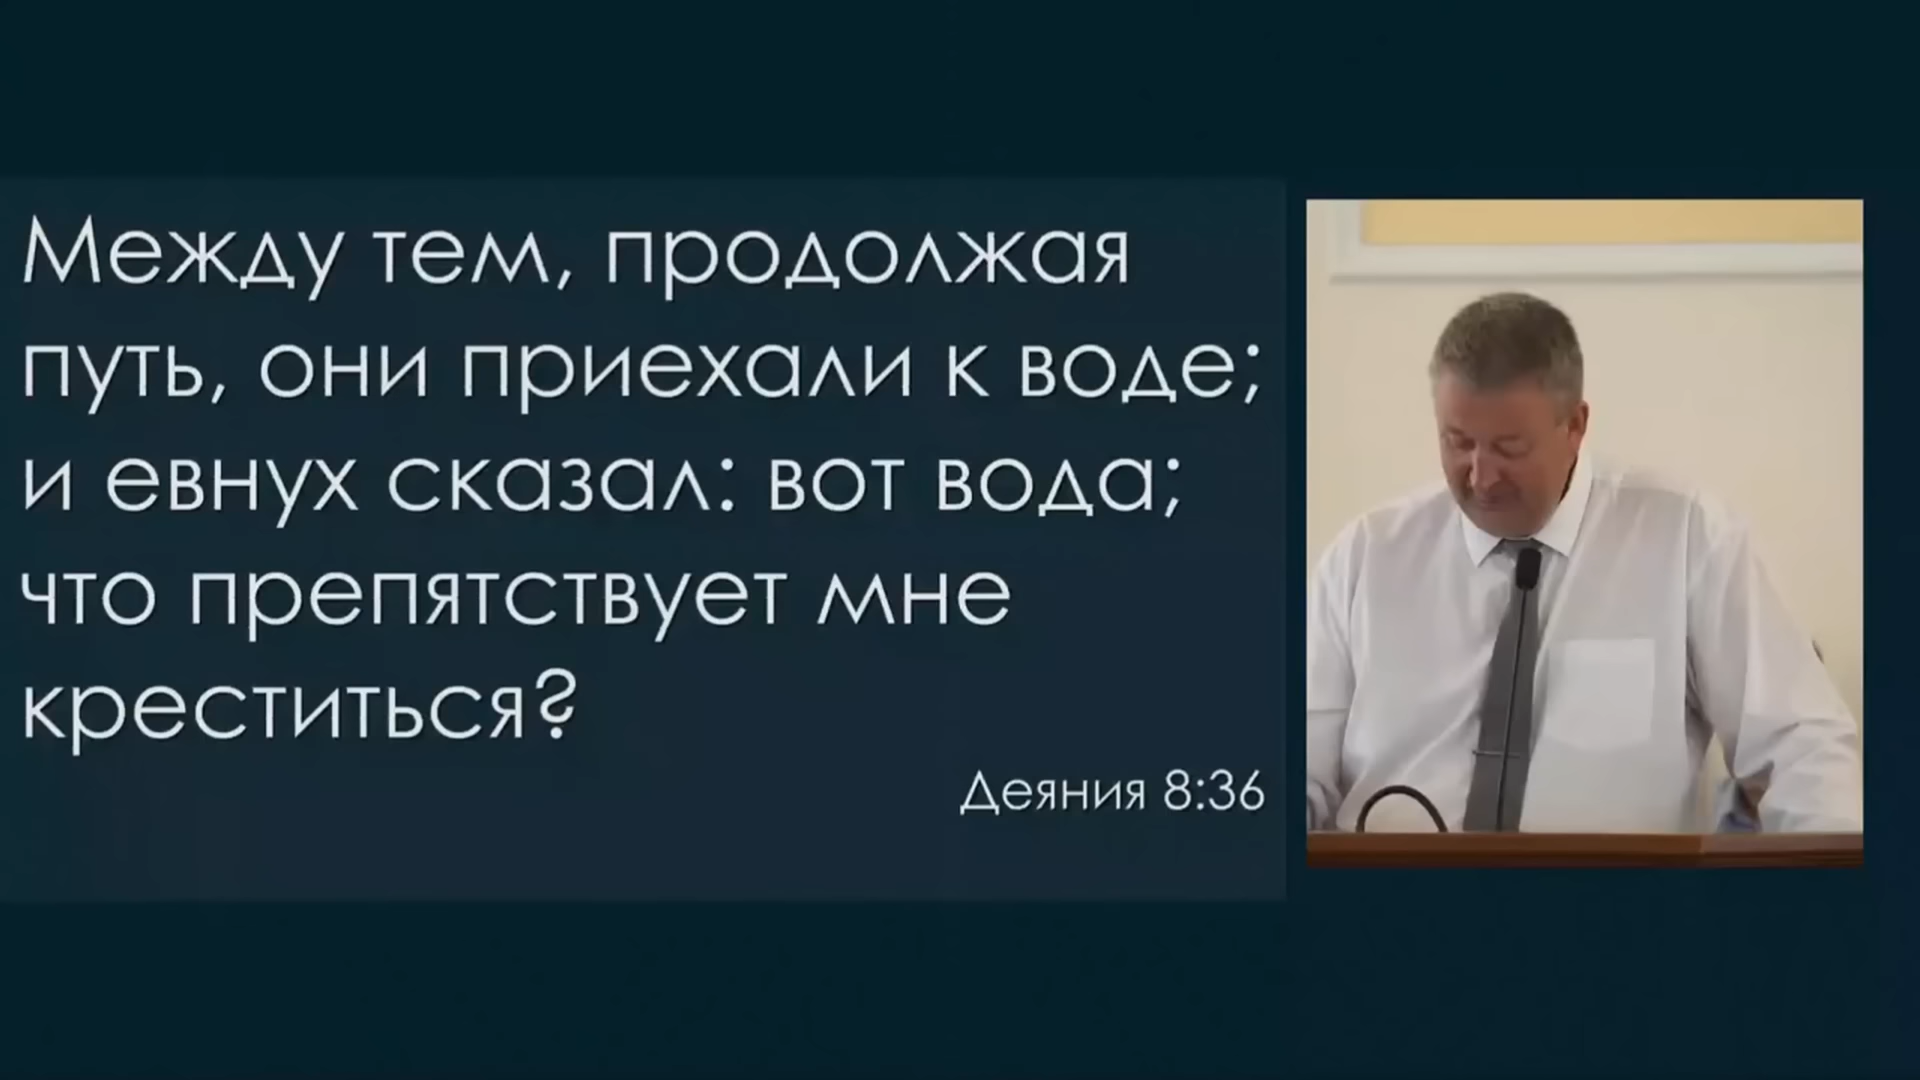 Между тем, продолжая
путь, они приехали к воде;
и евнух сказал: вот вода;
что препятствует мне
креститься?
Деяния 8:36